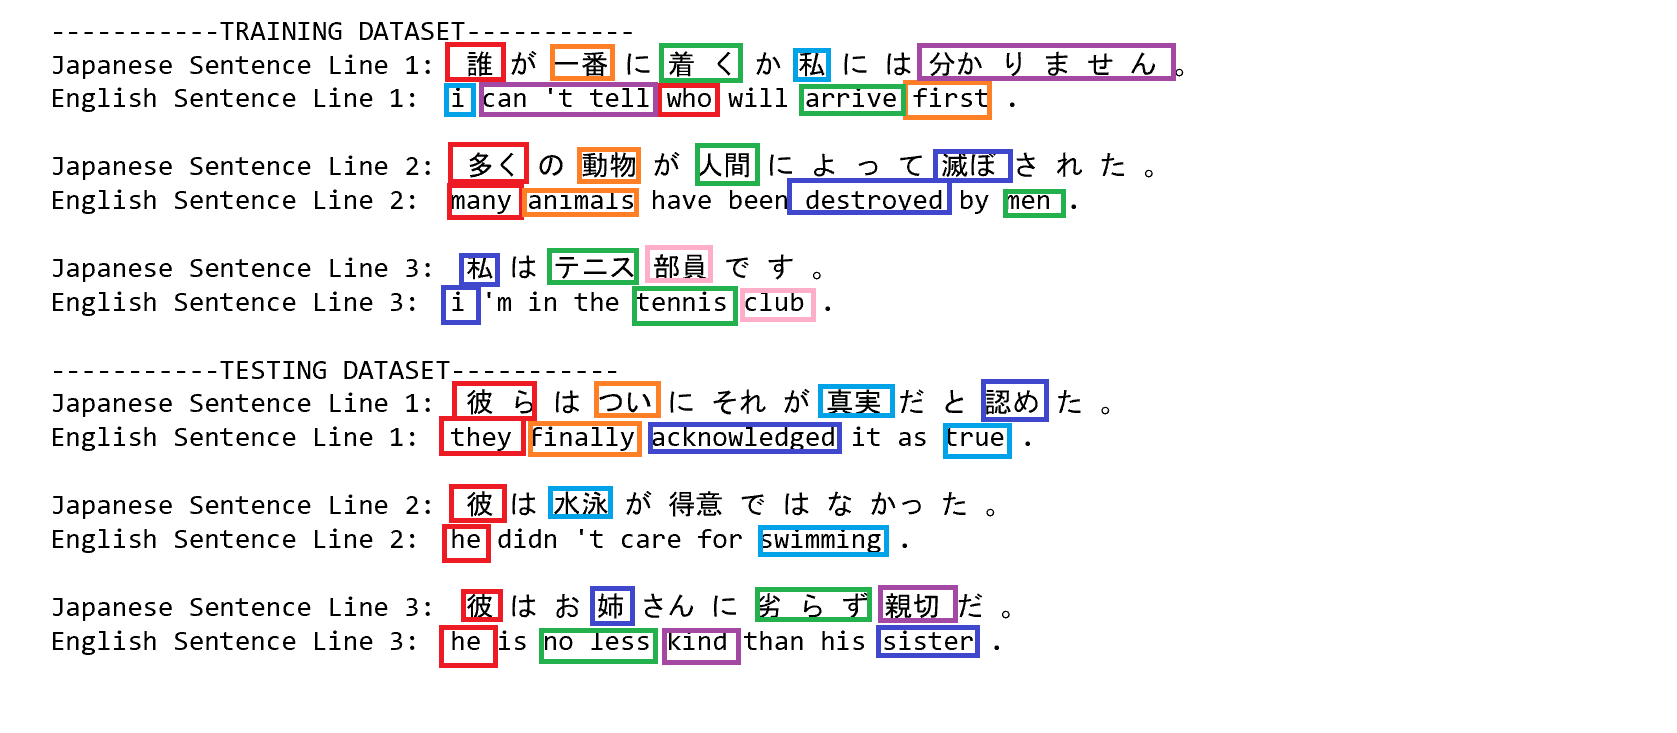 -----------TRAINING DATASET-----------
Japanese Sentence Line 1: 誰 が 一番 に 着 く か 私 に は 分か り ま せ ん 。
English Sentence Line 1: i can 't tell who will arrive first .
Japanese Sentence Line 2: 多く の 動物 が 人間 に よ っ て 滅ぼ さ れ た 。
English Sentence Line 2: many animals have been destroyed by men .
Japanese Sentence Line 3: 私 は テニス 部員 で す 。
English Sentence Line 3: i 'm in the tennis club .
-----------TESTING DATASET-----------
Japanese Sentence Line 1: 彼 ら は つい に それ が 真実 だ と 認め た 。
English Sentence Line 1: they finally acknowledged it as true .
Japanese Sentence Line 2: 彼 は 水泳 が 得意 で は な かっ た 。
English Sentence Line 2: he didn 't care for swimming .
Japanese Sentence Line 3: 彼 は お 姉 さん に 劣 ら ず 親切 だ 。
English Sentence Line 3: he is no less kind than his sister .